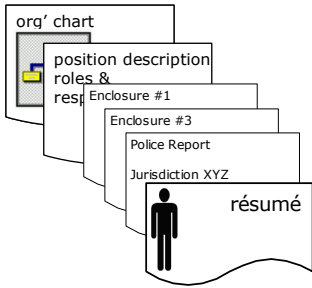 org' chart
position description
roles &
resp
Enclosure #1
Enclosure #3
Police Report
Jurisdiction XYZ
résumé